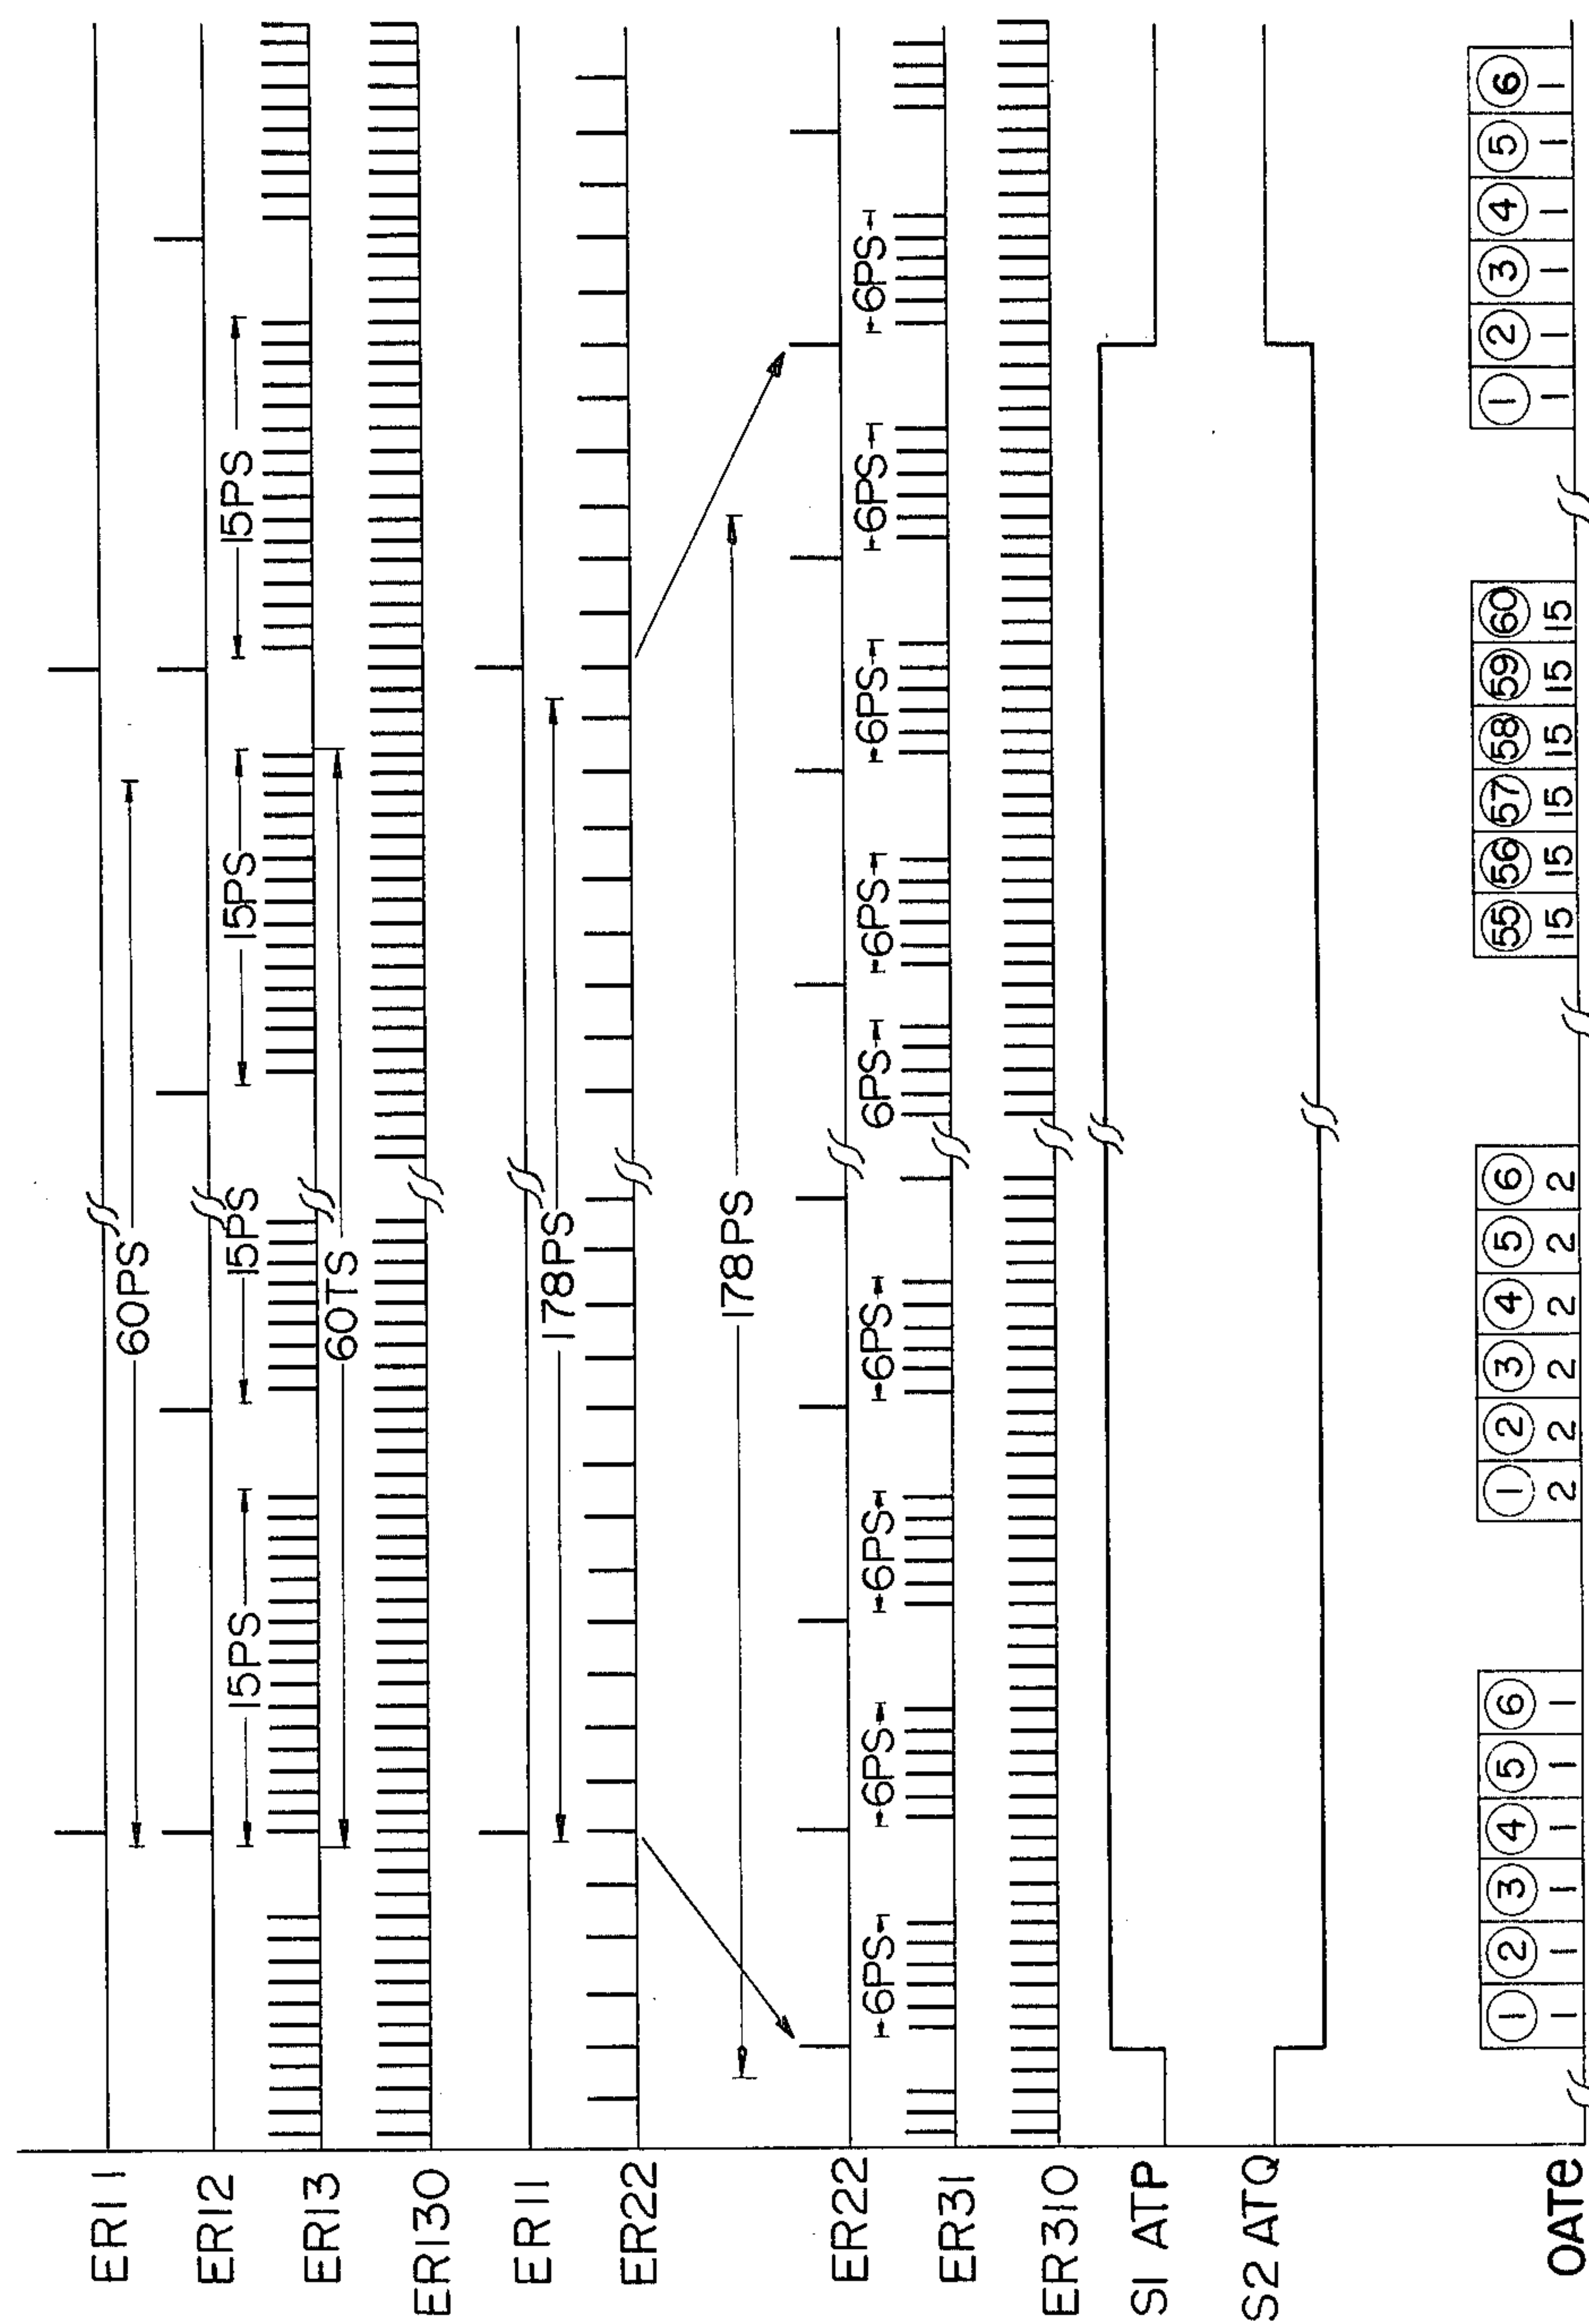 ER11
60PS
ER12
15PS 15PS 15PS 15PS
ER13
60TS
ER130
ER11
178PS
ER22
178PS
ER22
6PS 6PS 6PS 6PS 6PS 6PS 6PS 6PS 6PS
ER31
ER310
S1 ATP
S2 ATQ
1 2 3 4 5 6 1 2 3 4 5 6 55 56 57 58 59 60 1 2 3 4 5 6
1 1 1 1 1 1 2 2 2 2 2 2 15 15 15 15 15 15 1 1 1 1 1 1
OATe